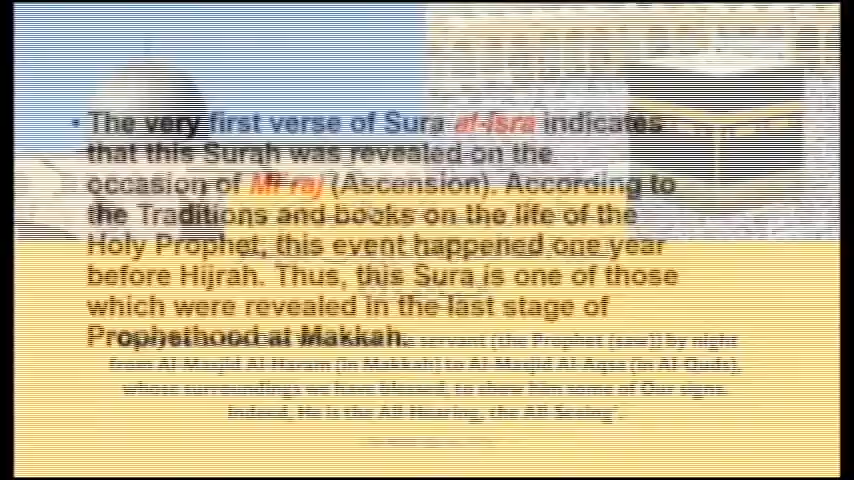 • The very first verse of Sura al-Isra indicates
that this Surah was revealed on the
occasion of Mi'raj (Ascension). According to
the Traditions and books on the life of the
Holy Prophet, this event happened one year
before Hijrah. Thus, this Sura is one of those
which were revealed in the last stage of
Prophethood at Makkah.
servant (the Prophet (saw)) by night
from Al-Masjid Al-Haram (in Makkah) to Al-Masjid Al-Aqsa (in Al-Quds),
whose surroundings we have blessed, to show him some of Our signs.
Indeed, He is the All-Hearing, the All-Seeing'.